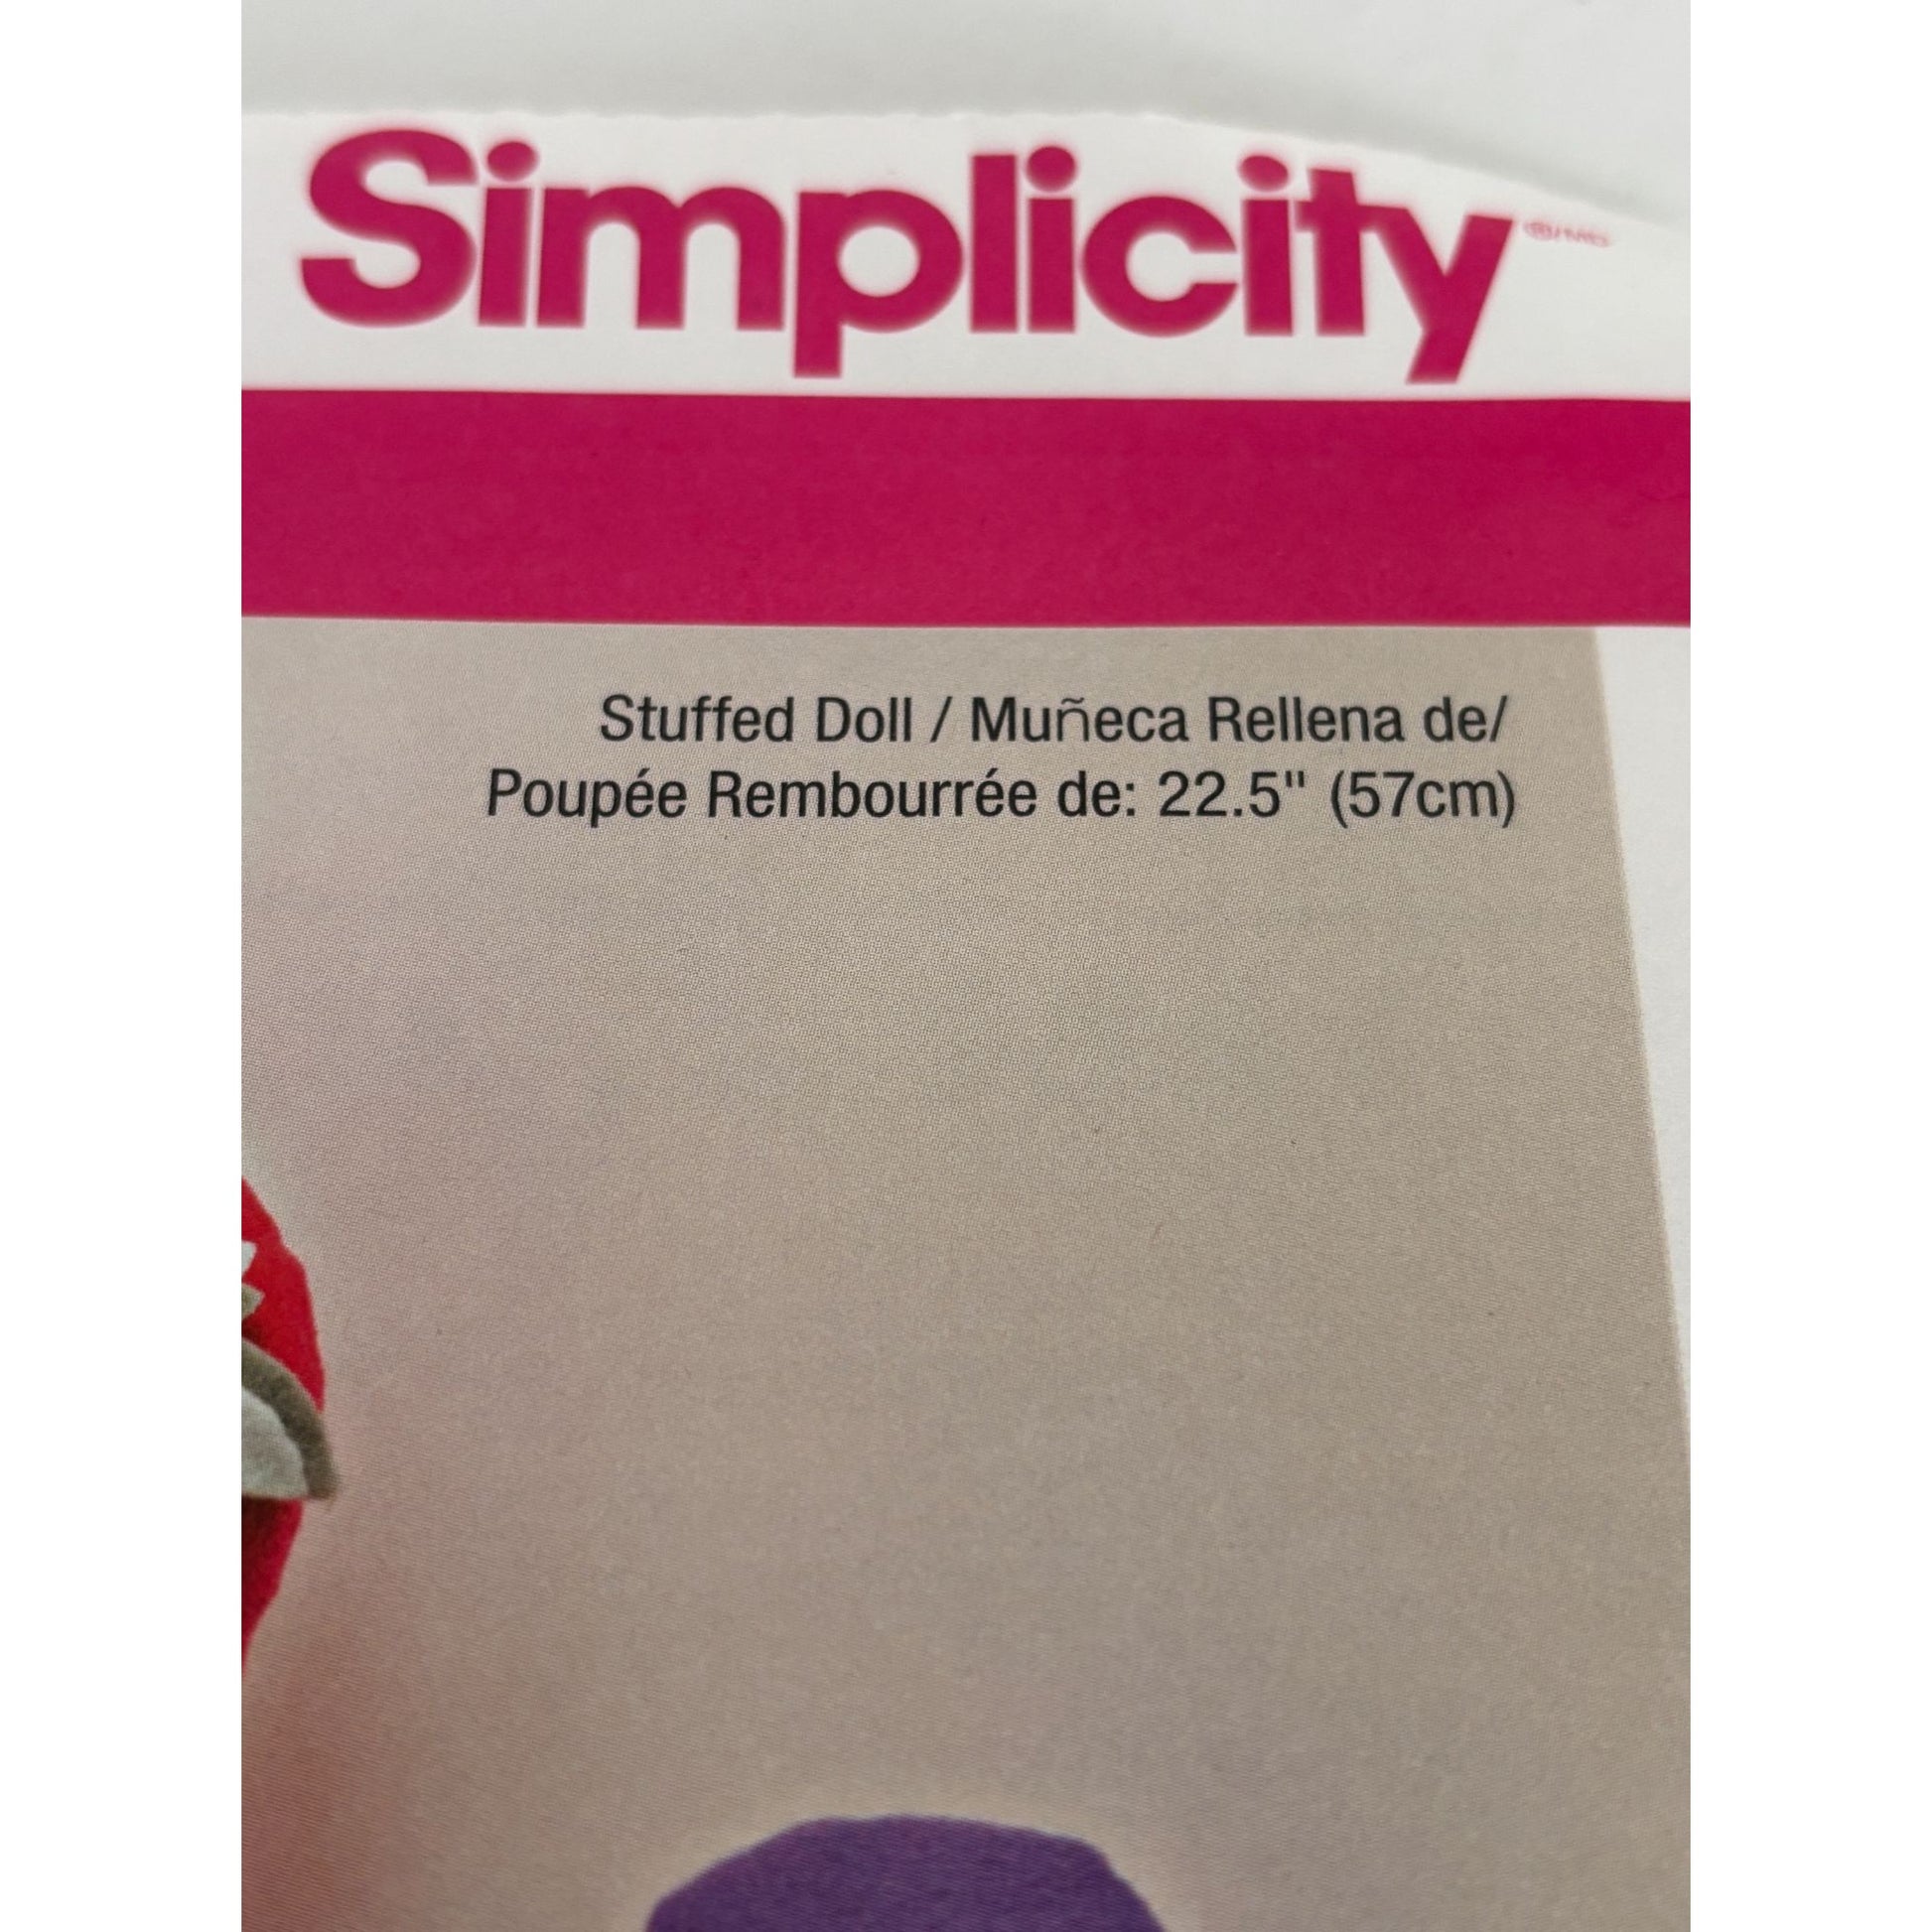 Simplicity
Stuffed Doll / Muñeca Rellena de/
Poupée Rembourrée de: 22.5" (57cm)